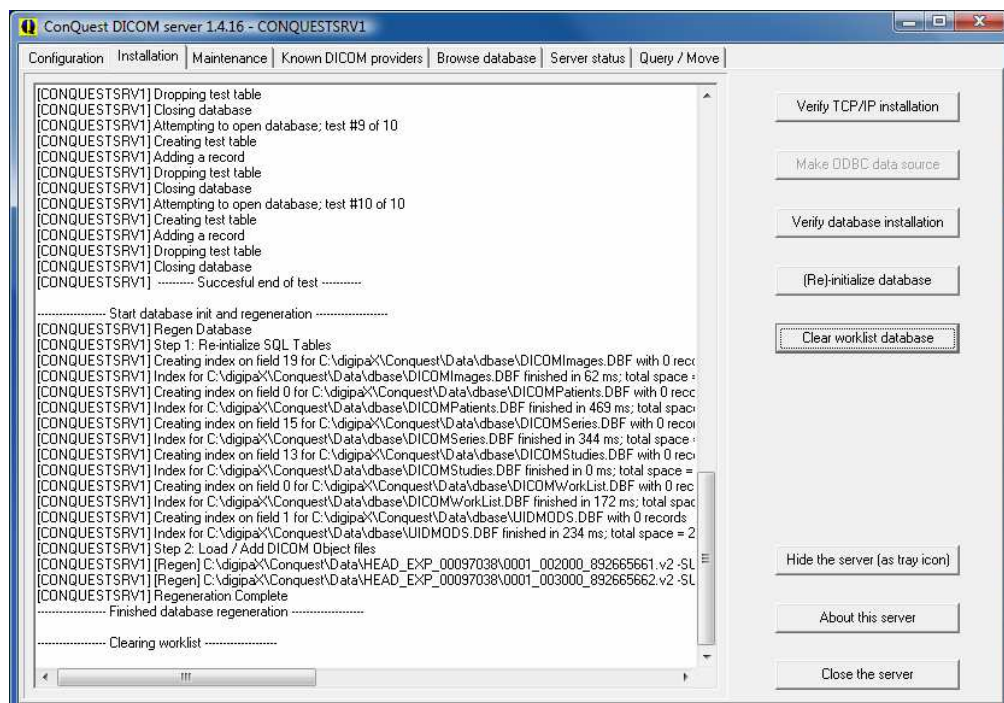 ConQuest DICOM server 1.4.16 - CONQUESTSRV1
Configuration Installation Maintenance Known DICOM providers Browse database Server status Query / Move
[CONQUESTSRV1] Dropping test table
[CONQUESTSRV1] Closing database
[CONQUESTSRV1] Attempting to open database; test #9 of 10
[CONQUESTSRV1] Creating test table
[CONQUESTSRV1] Adding a record
[CONQUESTSRV1] Dropping test table
[CONQUESTSRV1] Closing database
[CONQUESTSRV1] Attempting to open database; test #10 of 10
[CONQUESTSRV1] Creating test table
[CONQUESTSRV1] Adding a record
[CONQUESTSRV1] Dropping test table
[CONQUESTSRV1] Closing database
[CONQUESTSRV1] ---------- Succesful end of test ----------
------------------- Start database init and regeneration -------------------
[CONQUESTSRV1] Regen Database
[CONQUESTSRV1] Step 1: Re-intialize SQL Tables
[CONQUESTSRV1] Creating index on field 19 for C:\digipaX\Conquest\Data\dbase\DICOMImages.DBF with 0 reco
[CONQUESTSRV1] Index for C:\digipaX\Conquest\Data\dbase\DICOMImages.DBF finished in 62 ms; total space =
[CONQUESTSRV1] Creating index on field 0 for C:\digipaX\Conquest\Data\dbase\DICOMPatients.DBF with 0 recc
[CONQUESTSRV1] Index for C:\digipaX\Conquest\Data\dbase\DICOMPatients.DBF finished in 469 ms; total spac
[CONQUESTSRV1] Creating index on field 15 for C:\digipaX\Conquest\Data\dbase\DICOMSeries.DBF with 0 recor
[CONQUESTSRV1] Index for C:\digipaX\Conquest\Data\dbase\DICOMSeries.DBF finished in 344 ms; total space
[CONQUESTSRV1] Creating index on field 13 for C:\digipaX\Conquest\Data\dbase\DICOMStudies.DBF with 0 reco
[CONQUESTSRV1] Index for C:\digipaX\Conquest\Data\dbase\DICOMStudies.DBF finished in 0 ms; total space =
[CONQUESTSRV1] Creating index on field 0 for C:\digipaX\Conquest\Data\dbase\DICOMWorkList.DBF with 0 rec
[CONQUESTSRV1] Index for C:\digipaX\Conquest\Data\dbase\DICOMWorkList.DBF finished in 172 ms; total spac
[CONQUESTSRV1] Creating index on field 1 for C:\digipaX\Conquest\Data\dbase\UIDMODS.DBF with 0 records
[CONQUESTSRV1] Index for C:\digipaX\Conquest\Data\dbase\UIDMODS.DBF finished in 234 ms; total space = 2
[CONQUESTSRV1] Step 2: Load / Add DICOM Object files
[CONQUESTSRV1] [Regen] C:\digipaX\Conquest\Data\HEAD_EXP_00097038\0001_002000_892665661.v2 -SU
[CONQUESTSRV1] [Regen] C:\digipaX\Conquest\Data\HEAD_EXP_00097038\0001_003000_892665662.v2 -SU
[CONQUESTSRV1] Regeneration Complete
------------------- Finished database regeneration -------------------
------------------- Clearing worklist -------------------
Verify TCP/IP installation
Make ODBC data source
Verify database installation
(Re)-initialize database
Clear worklist database
Hide the server (as tray icon)
About this server
Close the server